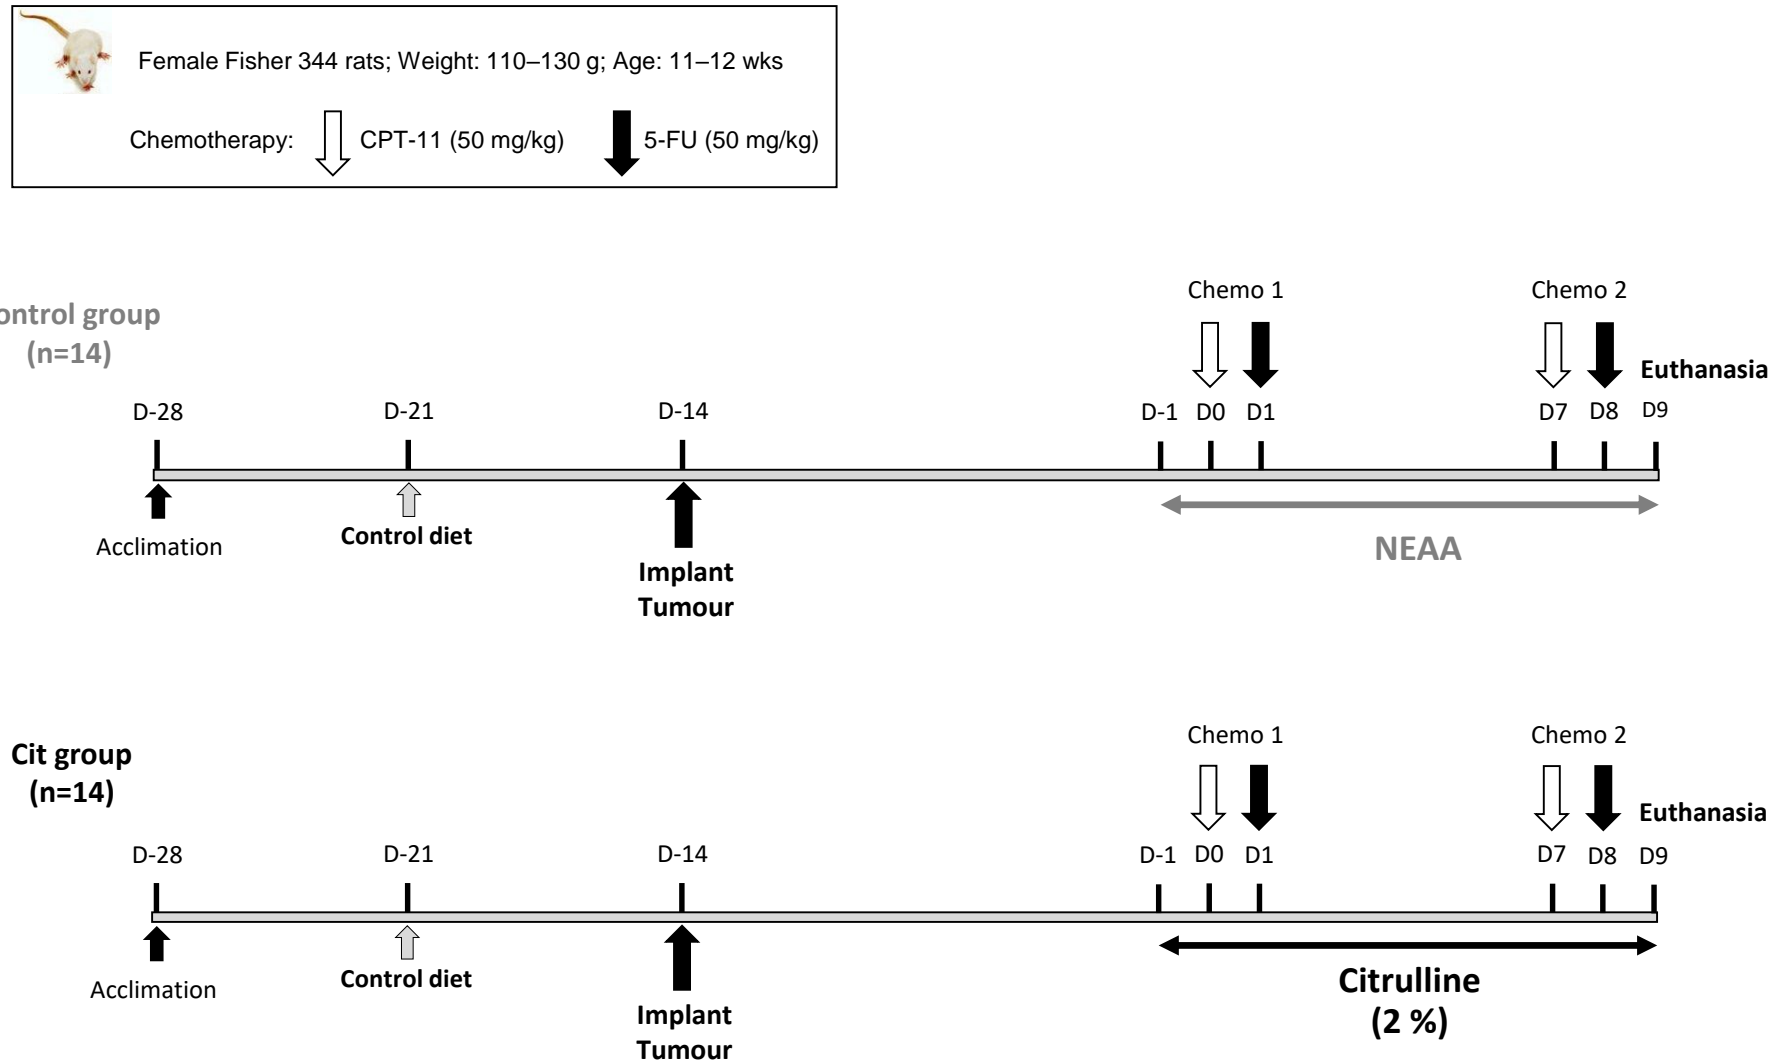 Female Fisher 344 rats; Weight: 110–130 g; Age: 11–12 wks
Chemotherapy: CPT-11 (50 mg/kg) 5-FU (50 mg/kg)
Chemo 1 Chemo 2
ontrol group
(n=14)
Euthanasia
D-28 D-21 D-14 D-1 D0 D1 D7 D8 D9
Acclimation Control diet
Implant
Tumour
NEAA
Chemo 1 Chemo 2
Cit group
(n=14)
Euthanasia
D-28 D-21 D-14 D-1 D0 D1 D7 D8 D9
Acclimation Control diet
Implant
Tumour
Citrulline
(2 %)